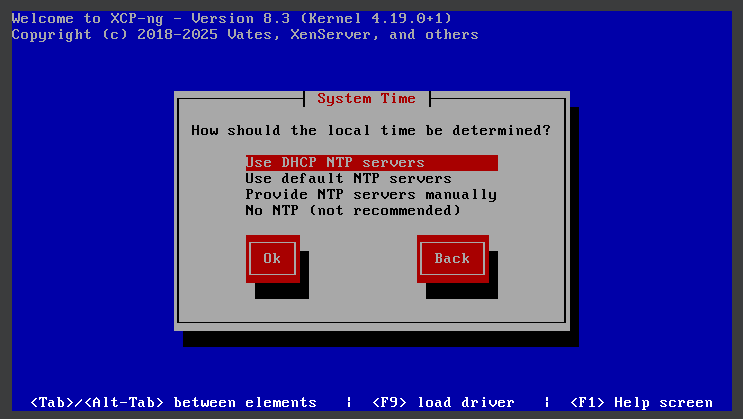 Welcome to XCP-ng - Version 8.3 (Kernel 4.19.0+1)
Copyright (c) 2018-2025 Vates, XenServer, and others
System Time
How should the local time be determined?
Use DHCP NTP servers
Use default NTP servers
Provide NTP servers manually
No NTP (not recommended)
Ok Back
<Tab>/<Alt-Tab> between elements | <F9> load driver | <F1> Help screen